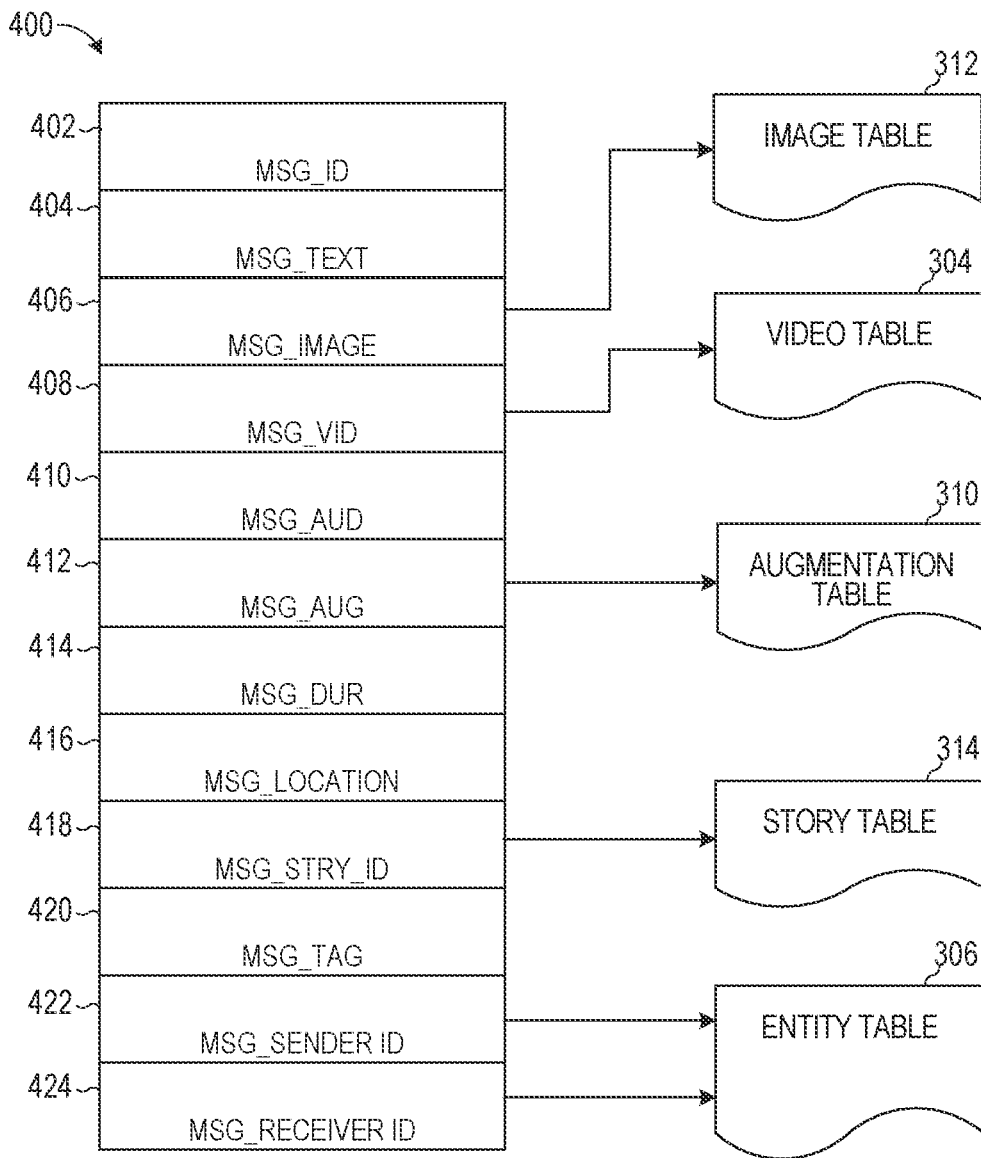 400
402
MSG_ID
404
MSG_TEXT
406
MSG_IMAGE
408
MSG_VID
410
MSG_AUD
412
MSG_AUG
414
MSG_DUR
416
MSG_LOCATION
418
MSG_STRY_ID
420
MSG_TAG
422
MSG_SENDER ID
424
MSG_RECEIVER ID
312
IMAGE TABLE
304
VIDEO TABLE
310
AUGMENTATION
TABLE
314
STORY TABLE
306
ENTITY TABLE